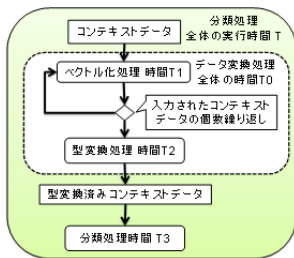 分類処理
全体の実行時間 T
コンテキストデータ
データ変換処理
全体の時間T0
ベクトル化処理 時間T1
入力されたコンテキスト
データの個数繰り返し
型変換処理 時間T2
型変換済みコンテキストデータ
分類処理時間 T3